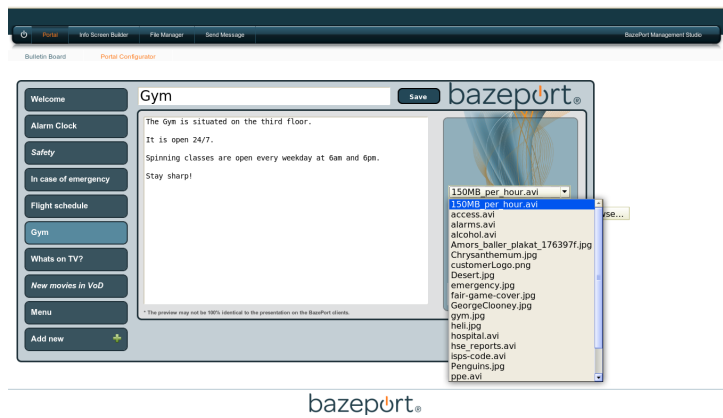 Portal
Info Screen Builder
File Manager
Send Message
BazePort Management Studio
Bulletin Board
Portal Configurator
Welcome
Alarm Clock
Safety
In case of emergency
Flight schedule
Gym
Whats on TV?
New movies in VoD
Menu
Add new
Gym
Save
bazeport®
The Gym is situated on the third floor.
It is open 24/7.
Spinning classes are open every weekday at 6am and 6pm.
Stay sharp!
* The preview may not be 100% identical to the presentation on the BazePort clients.
150MB_per_hour.avi
150MB_per_hour.avi
access.avi
alarms.avi
alcohol.avi
Amors_baller_plakat_176397f.jpg
Chrysanthemum.jpg
customerLogo.png
Desert.jpg
emergency.jpg
fair-game-cover.jpg
GeorgeClooney.jpg
gym.jpg
heli.jpg
hospital.avi
hse_reports.avi
isps-code.avi
Penguins.jpg
ppe.avi
bazeport®